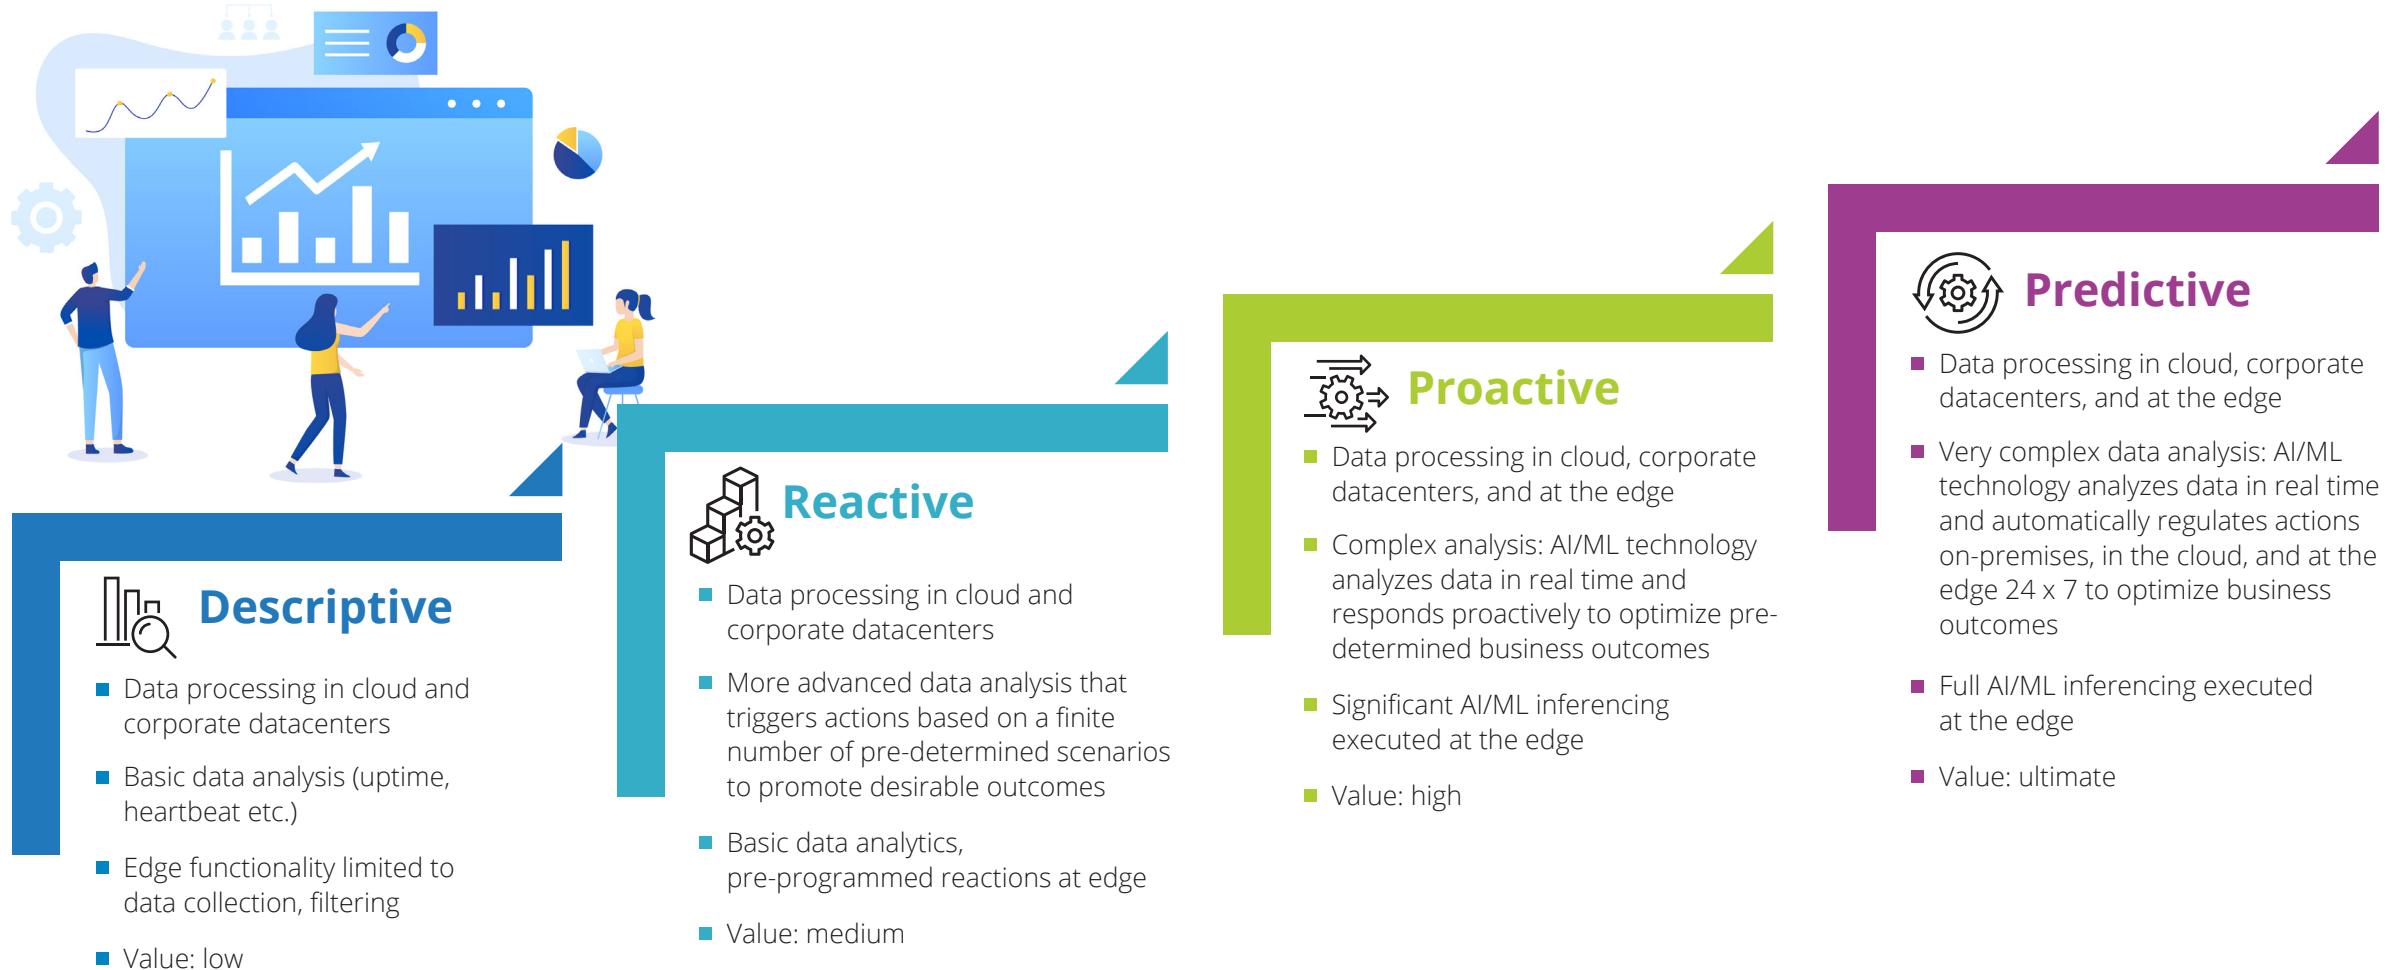 Descriptive
Data processing in cloud and
corporate datacenters
Basic data analysis (uptime,
heartbeat etc.)
Edge functionality limited to
data collection, filtering
Value: low
Reactive
Data processing in cloud and
corporate datacenters
More advanced data analysis that
triggers actions based on a finite
number of pre-determined scenarios
to promote desirable outcomes
Basic data analytics,
pre-programmed reactions at edge
Value: medium
Proactive
Data processing in cloud, corporate
datacenters, and at the edge
Complex analysis: AI/ML technology
analyzes data in real time and
responds proactively to optimize pre-
determined business outcomes
Significant AI/ML inferencing
executed at the edge
Value: high
Predictive
Data processing in cloud, corporate
datacenters, and at the edge
Very complex data analysis: AI/ML
technology analyzes data in real time
and automatically regulates actions
on-premises, in the cloud, and at the
edge 24 x 7 to optimize business
outcomes
Full AI/ML inferencing executed
at the edge
Value: ultimate